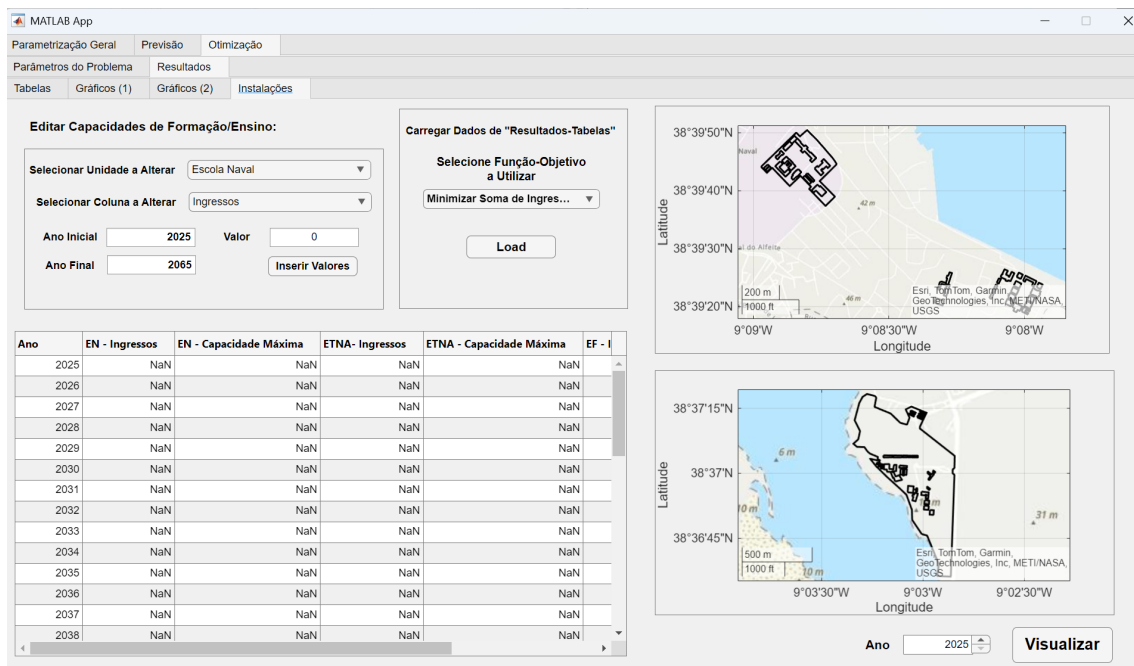 MATLAB App
Parametrização Geral Previsão Otimização
Parâmetros do Problema Resultados
Tabelas Gráficos (1) Gráficos (2) Instalações
Editar Capacidades de Formação/Ensino:
Selecionar Unidade a Alterar Escola Naval
Selecionar Coluna a Alterar Ingressos
Ano Inicial 2025 Valor 0
Ano Final 2065 Inserir Valores
Carregar Dados de "Resultados-Tabelas"
Selecione Função-Objetivo
a Utilizar
Minimizar Soma de Ingres...
Load
Ano EN - Ingressos EN - Capacidade Máxima ETNA- Ingressos ETNA - Capacidade Máxima EF - I
2025 NaN NaN NaN NaN
2026 NaN NaN NaN NaN
2027 NaN NaN NaN NaN
2028 NaN NaN NaN NaN
2029 NaN NaN NaN NaN
2030 NaN NaN NaN NaN
2031 NaN NaN NaN NaN
2032 NaN NaN NaN NaN
2033 NaN NaN NaN NaN
2034 NaN NaN NaN NaN
2035 NaN NaN NaN NaN
2036 NaN NaN NaN NaN
2037 NaN NaN NaN NaN
2038 NaN NaN NaN NaN
Latitude
38°39'50"N
38°39'40"N
38°39'30"N
38°39'20"N
Naval
42 m
l do Alfeite
46 m
200 m
1000 ft
Esri, TomTom, Garmin,
GeoTechnologies, Inc, METI/NASA,
USGS
9°09'W 9°08'30"W 9°08'W
Longitude
Latitude
38°37'15"N
38°37'N
38°36'45"N
6 m
10 m
31 m
10 m
500 m
1000 ft
Esri, TomTom, Garmin,
GeoTechnologies, Inc, METI/NASA,
USGS
9°03'30"W 9°03'W 9°02'30"W
Longitude
Ano 2025 Visualizar